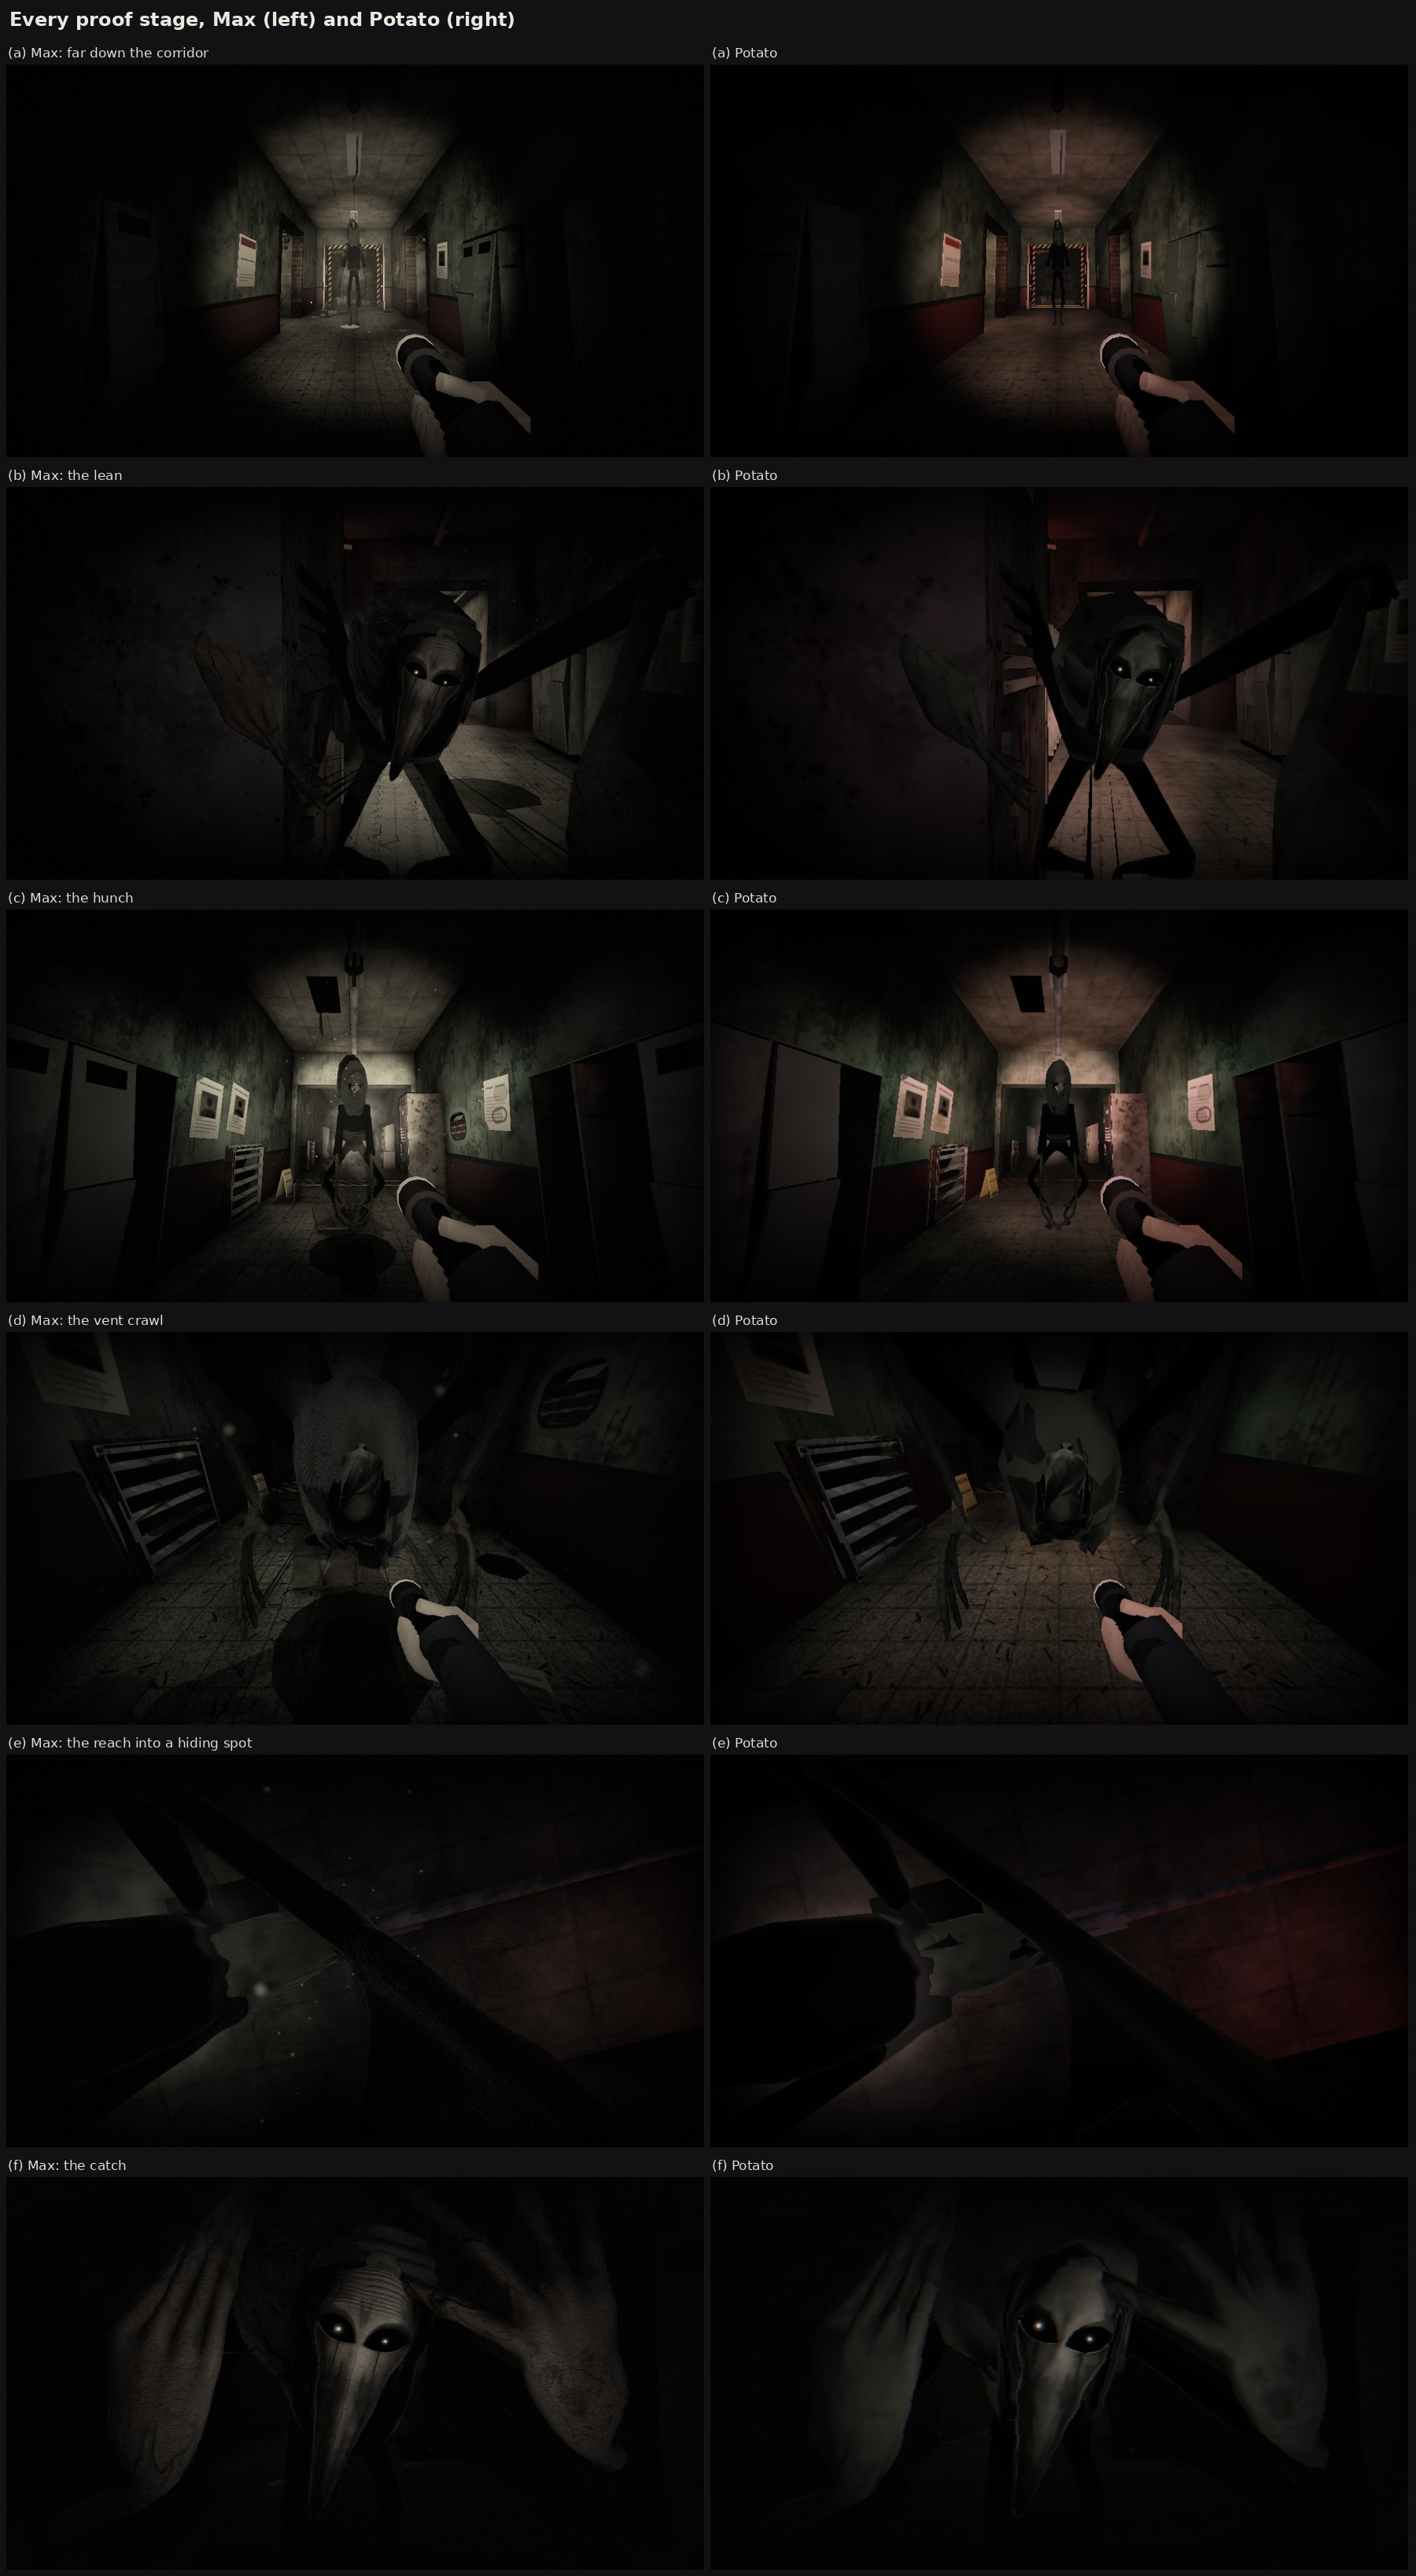 Every proof stage, Max (left) and Potato (right)
(a) Max: far down the corridor
(a) Potato
(b) Max: the lean
(b) Potato
(c) Max: the hunch
(c) Potato
(d) Max: the vent crawl
(d) Potato
(e) Max: the reach into a hiding spot
(e) Potato
(f) Max: the catch
(f) Potato